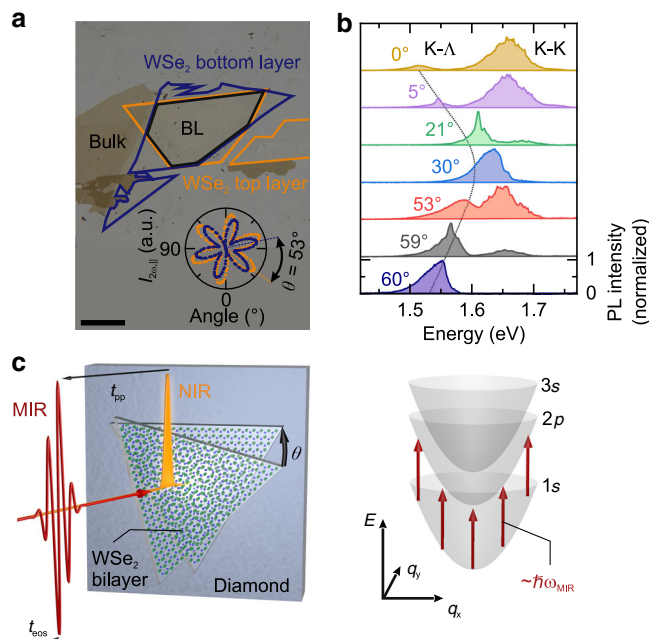 a
WSe₂ bottom layer
Bulk
BL
WSe₂ top layer
I₂ω,|| (a.u.)
90
0
Angle (°)
θ = 53°
b
K-Λ
K-K
0°
5°
21°
30°
53°
59°
60°
1
0
1.5
1.6
1.7
Energy (eV)
PL intensity
(normalized)
c
MIR
tpp
NIR
θ
WSe₂
bilayer
Diamond
teos
3s
2p
1s
E
qy
qx
~ℏωMIR